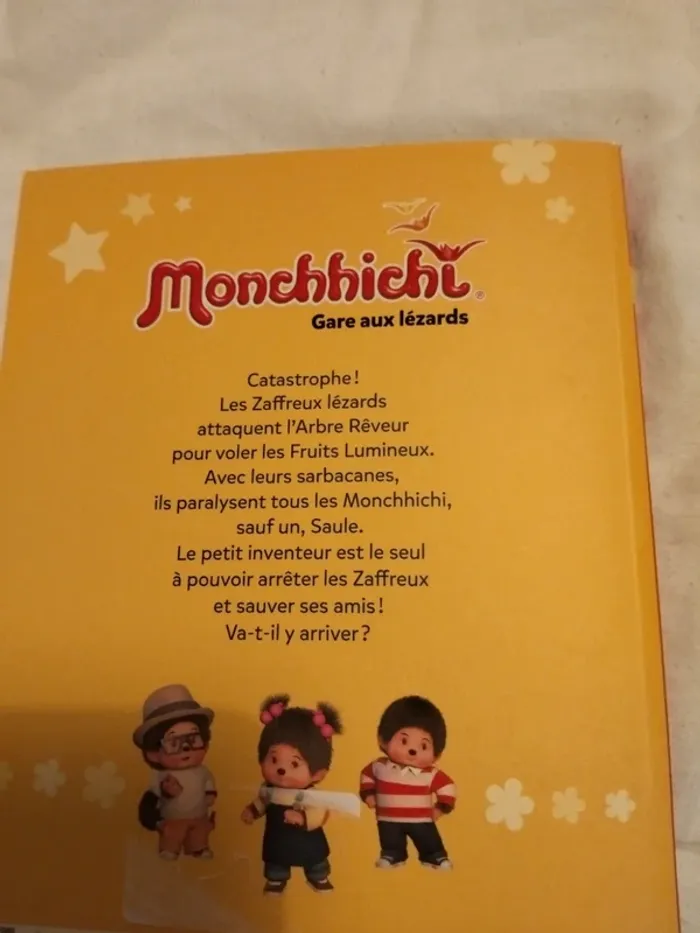 Monchhichi®
Gare aux lézards
Catastrophe !
Les Zaffreux lézards
attaquent l'Arbre Rêveur
pour voler les Fruits Lumineux.
Avec leurs sarbacanes,
ils paralysent tous les Monchhichi,
sauf un, Saule.
Le petit inventeur est le seul
à pouvoir arrêter les Zaffreux
et sauver ses amis !
Va-t-il y arriver ?